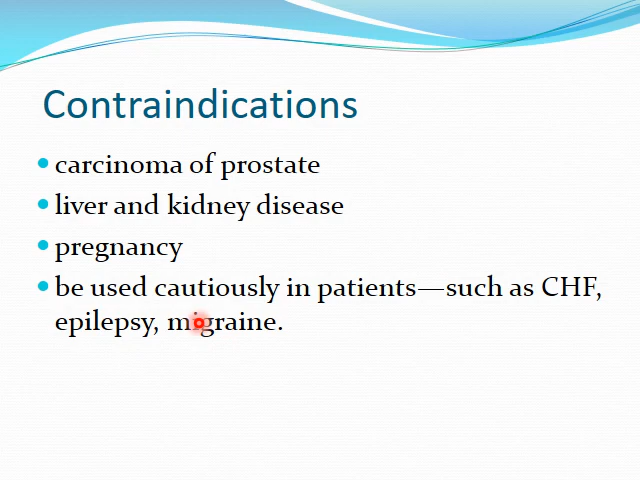 Contraindications
carcinoma of prostate
liver and kidney disease
pregnancy
be used cautiously in patients—such as CHF,
epilepsy, migraine.